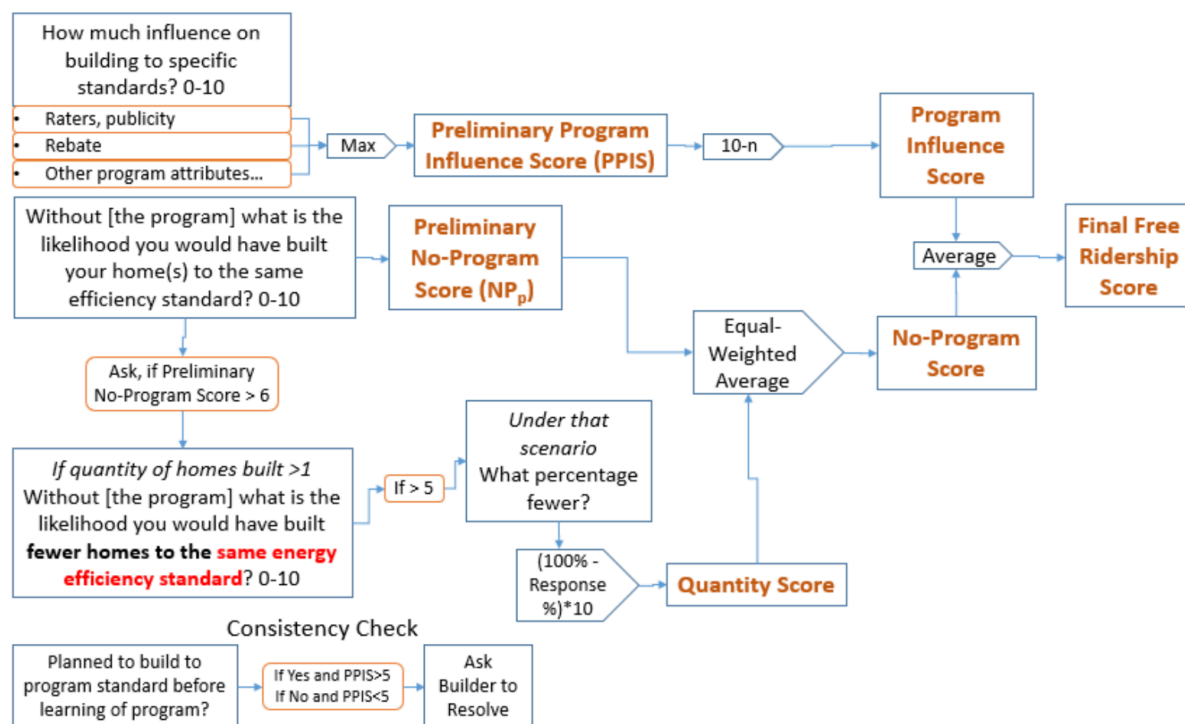 How much influence on
building to specific
standards? 0-10
• Raters, publicity
• Rebate
• Other program attributes…
Max
Preliminary Program
Influence Score (PPIS)
10-n
Program
Influence
Score
Without [the program] what is the
likelihood you would have built
your home(s) to the same
efficiency standard? 0-10
Preliminary
No-Program
Score (NPp)
Average
Final Free
Ridership
Score
Equal-
Weighted
Average
No-Program
Score
Ask, if Preliminary
No-Program Score > 6
If quantity of homes built >1
Without [the program] what is the
likelihood you would have built
fewer homes to the same energy
efficiency standard? 0-10
If > 5
Under that
scenario
What percentage
fewer?
(100% -
Response
%)*10
Quantity Score
Consistency Check
Planned to build to
program standard before
learning of program?
If Yes and PPIS>5
If No and PPIS<5
Ask
Builder to
Resolve